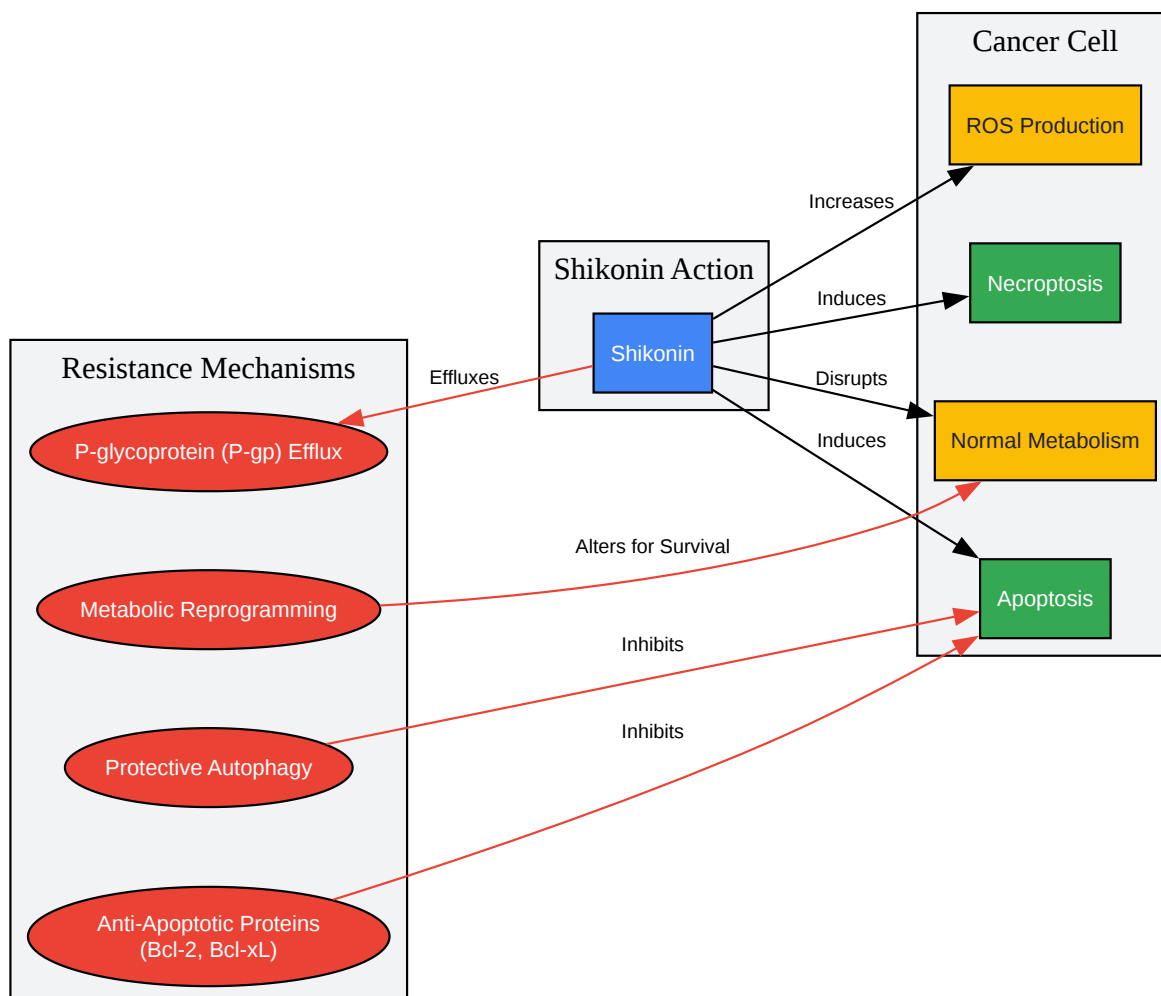 Cancer Cell
ROS Production
Increases
Shikonin Action
Necroptosis
Induces
Shikonin
Resistance Mechanisms
Effluxes
Disrupts
Normal Metabolism
Induces
P-glycoprotein (P-gp) Efflux
Alters for Survival
Metabolic Reprogramming
Apoptosis
Inhibits
Protective Autophagy
Inhibits
Anti-Apoptotic Proteins
(Bcl-2, Bcl-xL)